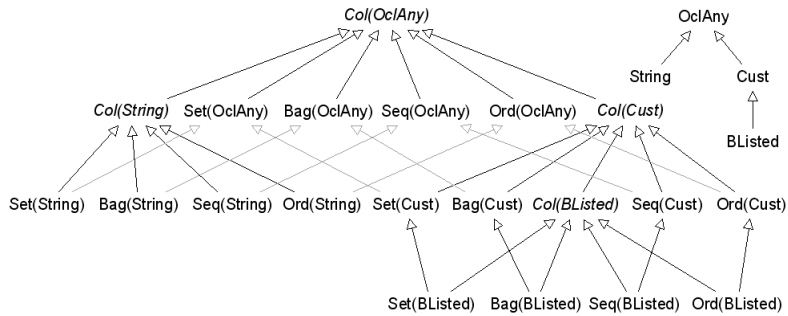 Col(OclAny) OclAny
String Cust
Col(String) Set(OclAny) Bag(OclAny) Seq(OclAny) Ord(OclAny) Col(Cust)
BListed
Set(String) Bag(String) Seq(String) Ord(String) Set(Cust) Bag(Cust) Col(BListed) Seq(Cust) Ord(Cust)
Set(BListed) Bag(BListed) Seq(BListed) Ord(BListed)